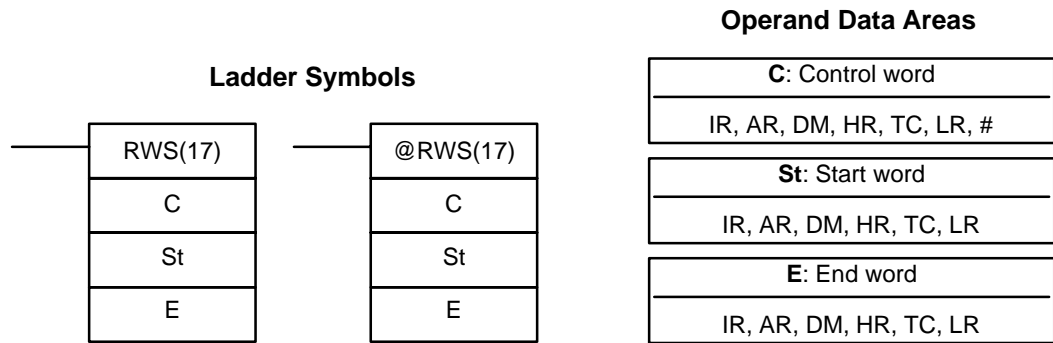 Ladder Symbols
RWS(17)
C
St
E
@RWS(17)
C
St
E
Operand Data Areas
C: Control word
IR, AR, DM, HR, TC, LR, #
St: Start word
IR, AR, DM, HR, TC, LR
E: End word
IR, AR, DM, HR, TC, LR